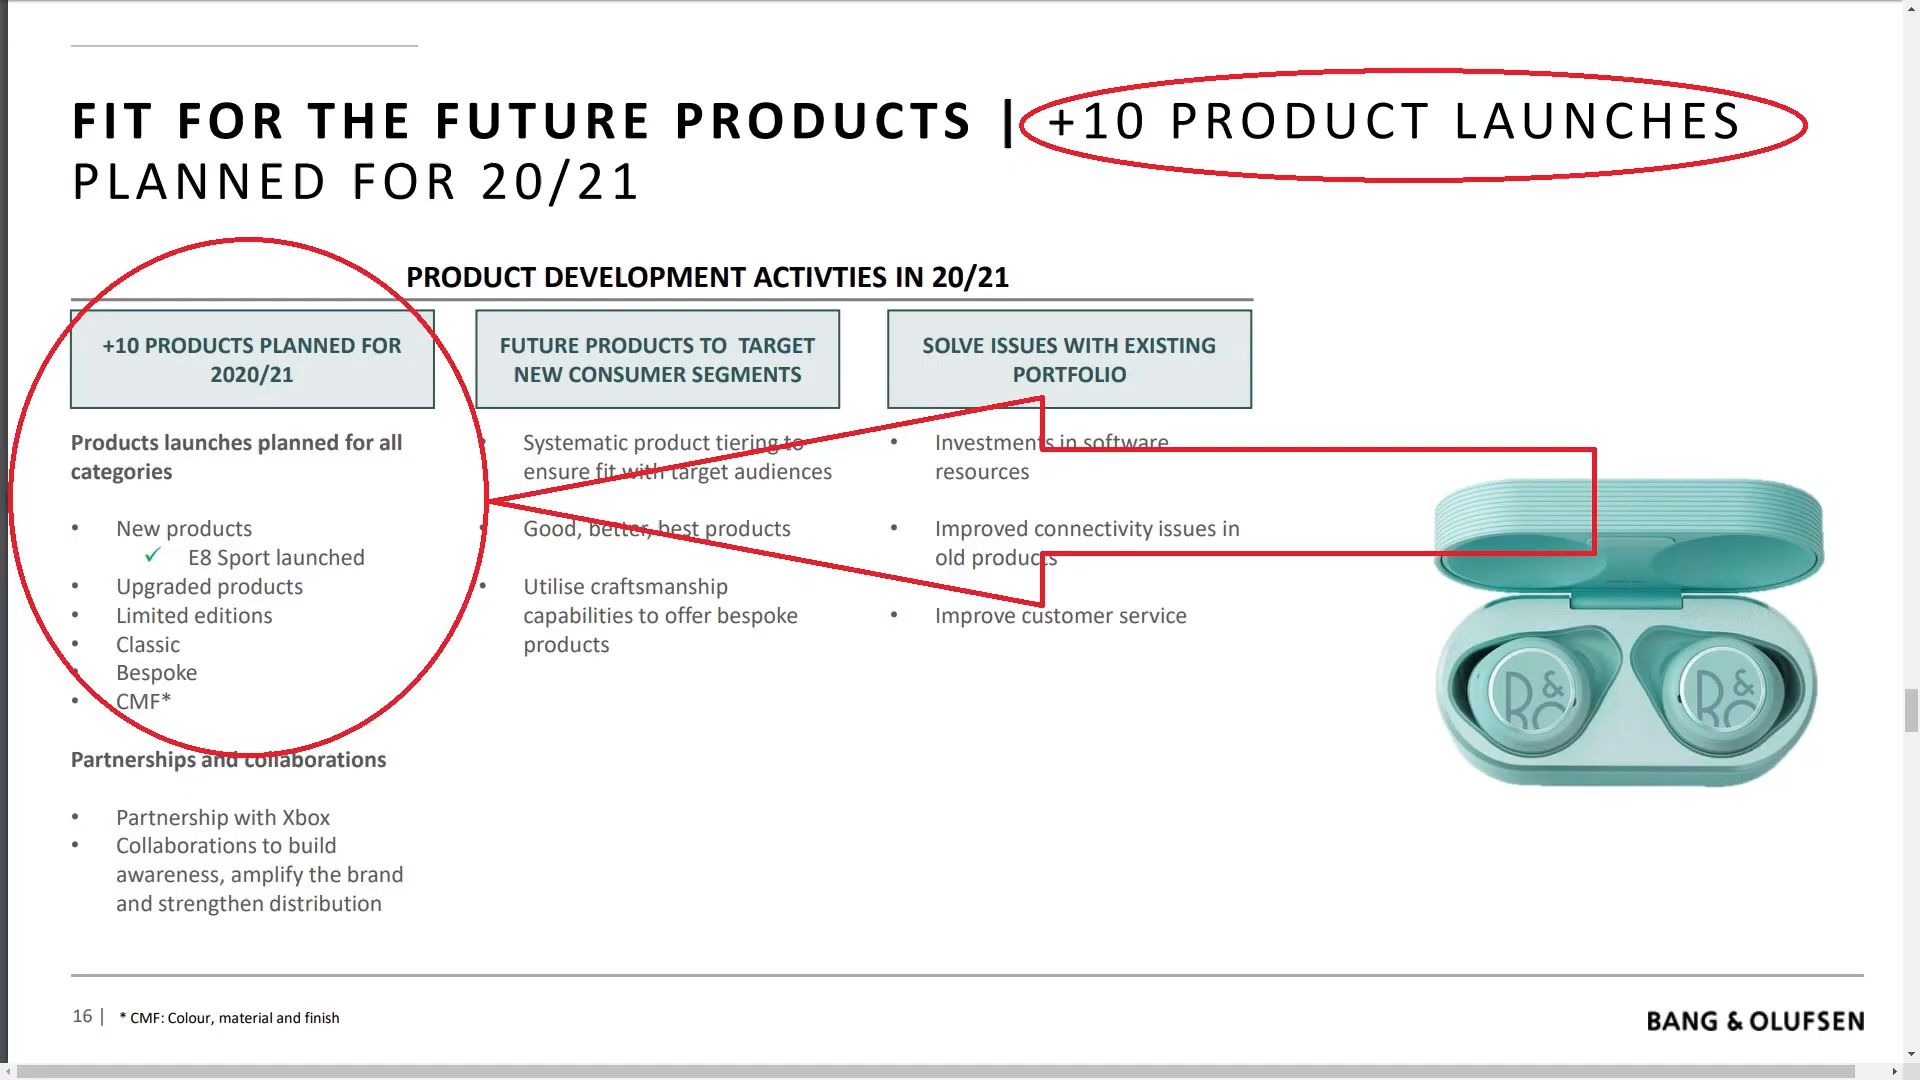 FIT FOR THE FUTURE PRODUCTS | +10 PRODUCT LAUNCHES
PLANNED FOR 20/21
PRODUCT DEVELOPMENT ACTIVTIES IN 20/21
+10 PRODUCTS PLANNED FOR
2020/21
Products launches planned for all
categories
• New products
✓ E8 Sport launched
• Upgraded products
• Limited editions
• Classic
• Bespoke
• CMF*
Partnerships and collaborations
• Partnership with Xbox
• Collaborations to build
awareness, amplify the brand
and strengthen distribution
FUTURE PRODUCTS TO TARGET
NEW CONSUMER SEGMENTS
• Systematic product tiering to
ensure fit with target audiences
• Good, better, best products
• Utilise craftsmanship
capabilities to offer bespoke
products
SOLVE ISSUES WITH EXISTING
PORTFOLIO
• Investments in software
resources
• Improved connectivity issues in
old products
• Improve customer service
B&O
B&O
16 | * CMF: Colour, material and finish
BANG & OLUFSEN